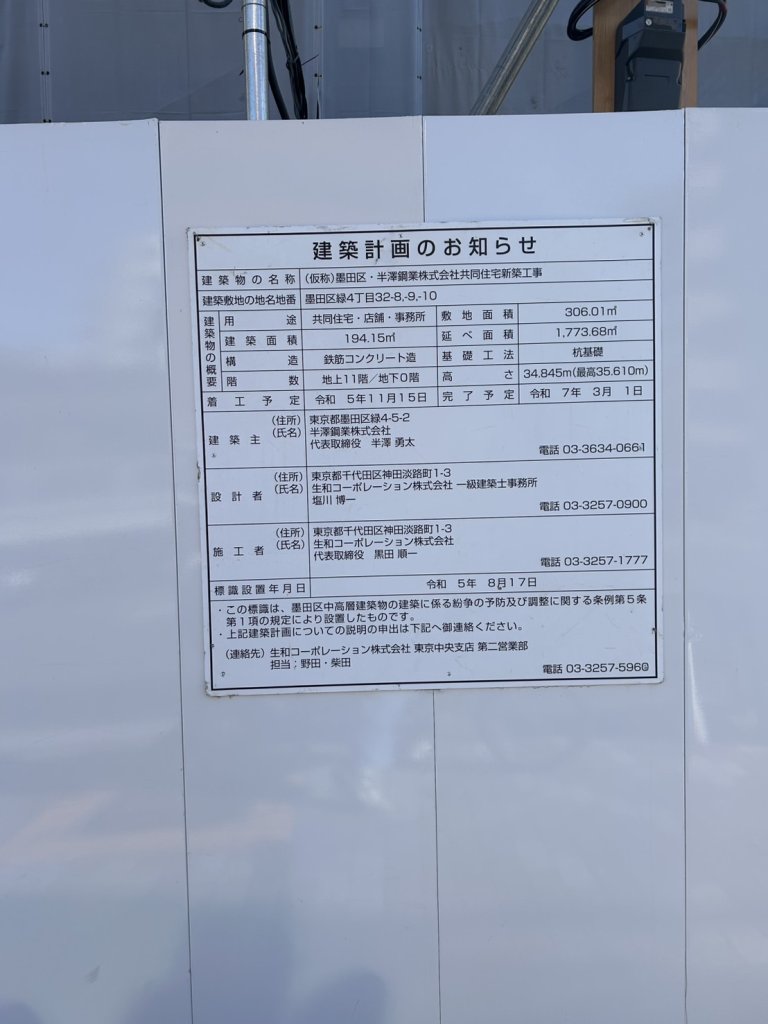 建築計画のお知らせ
建築物の名称 (仮称)墨田区・半澤鋼業株式会社共同住宅新築工事
建築敷地の地名地番 墨田区緑4丁目32-8,-9,-10
建築物の概要
用途 共同住宅・店舗・事務所 敷地面積 306.01㎡
建築面積 194.15㎡ 延べ面積 1,773.68㎡
構造 鉄筋コンクリート造 基礎工法 杭基礎
階数 地上11階/地下0階 高さ 34.845m(最高35.610m)
着工予定 令和 5年11月15日 完了予定 令和 7年 3月 1日
建築主 (住所) 東京都墨田区緑4-5-2
(氏名) 半澤鋼業株式会社
代表取締役 半澤 勇太
電話 03-3634-0661
設計者 (住所) 東京都千代田区神田淡路町1-3
(氏名) 生和コーポレーション株式会社 一級建築士事務所
塩川 博一
電話 03-3257-0900
施工者 (住所) 東京都千代田区神田淡路町1-3
(氏名) 生和コーポレーション株式会社
代表取締役 黒田 順一
電話 03-3257-1777
標識設置年月日 令和 5年 8月17日
・この標識は、墨田区中高層建築物の建築に係る紛争の予防及び調整に関する条例第5条
第1項の規定により設置したものです。
・上記建築計画についての説明の申出は下記へ御連絡ください。
(連絡先) 生和コーポレーション株式会社 東京中央支店 第二営業部
担当;野田・柴田
電話 03-3257-5960